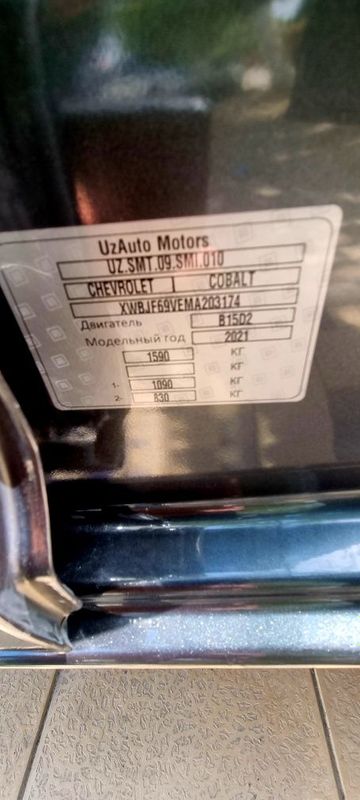 UzAuto Motors
UZ.SMT.09.SMI.010
CHEVROLET COBALT
XWBJF69VEMA203174
Двигатель B15D2
Модельный год 2021
1590 КГ
КГ
1- 1090 КГ
2- 830 КГ